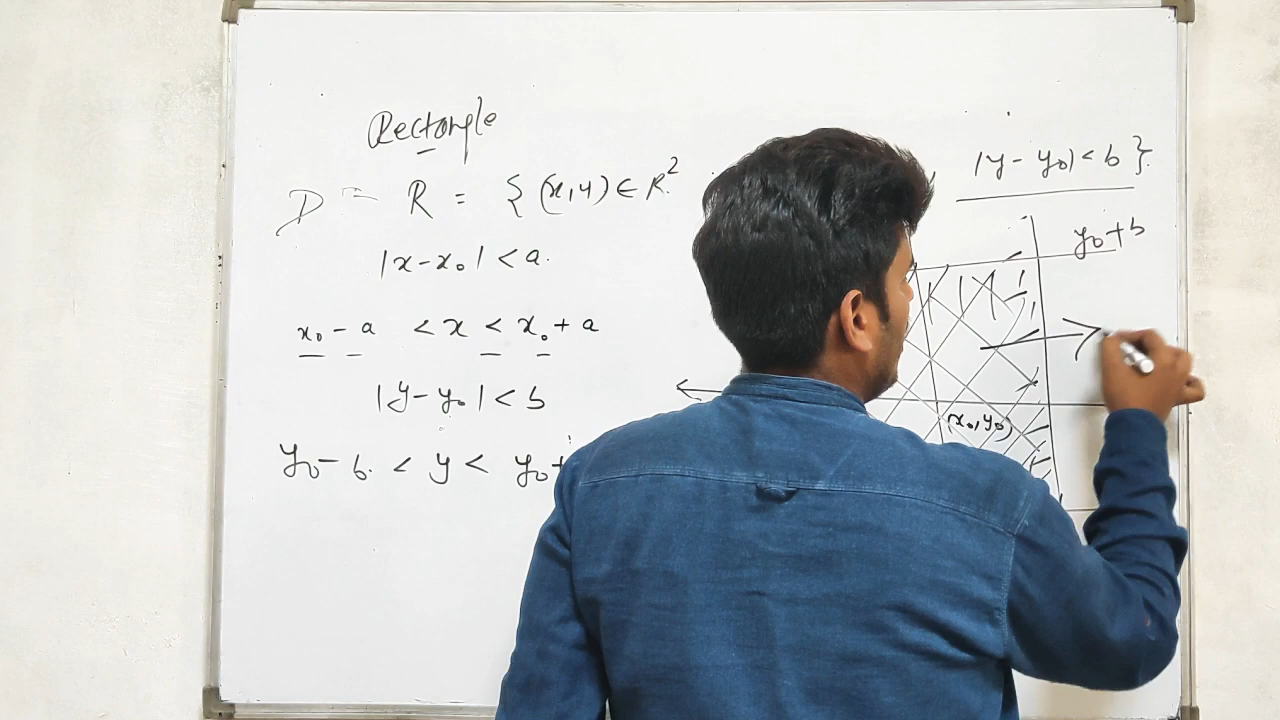 Rectangle
D = R = { (x,y) ∈ R²
|y - y₀| < b }.
|x - x₀| < a.
y₀ + b
x₀ - a < x < x₀ + a
|y - y₀| < b
(x₀, y₀)
y₀ - b. < y < y₀ +